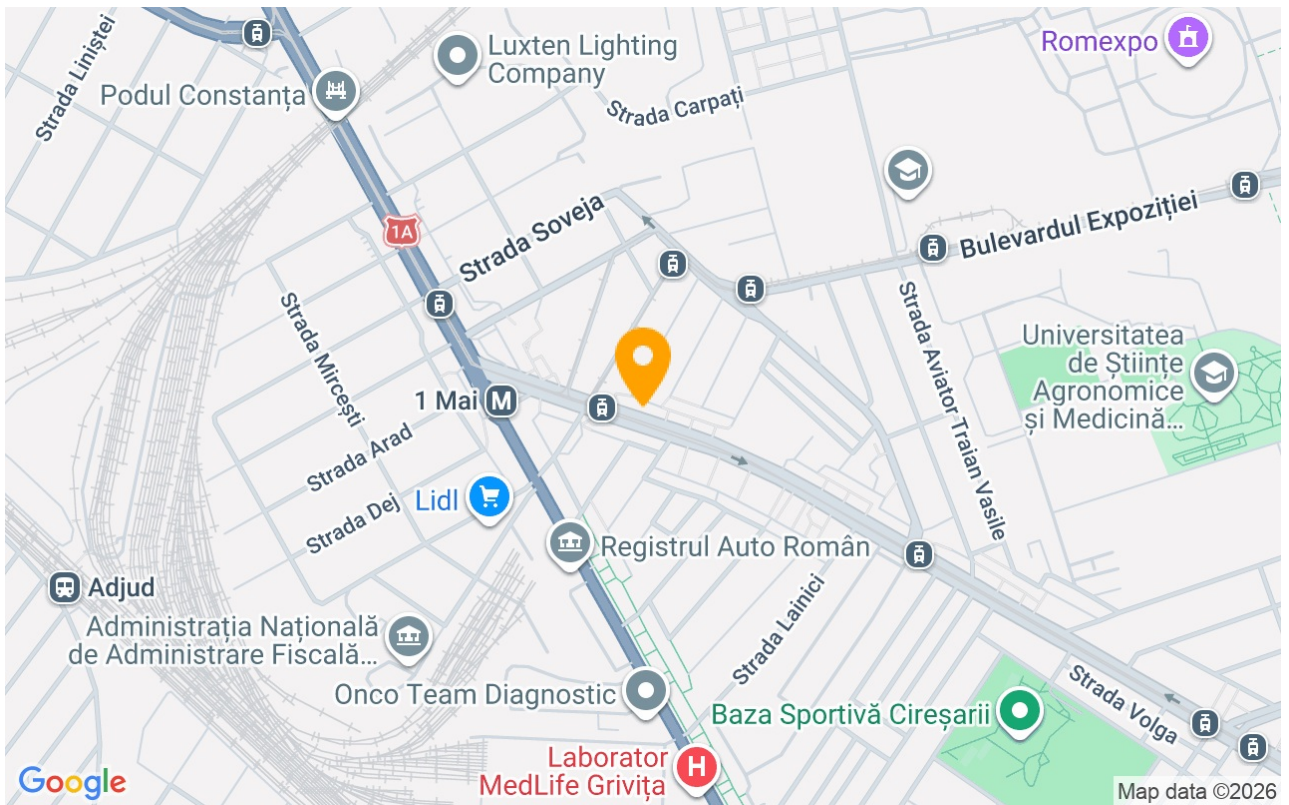 Strada Liniștei
Podul Constanța
Luxten Lighting
Company
Romexpo
Strada Carpați
1A
Strada Soveja
Bulevardul Expoziției
Strada Mircești
Strada Aviator Traian Vasile
Universitatea
de Științe
Agronomice
și Medicină...
1 Mai
M
Strada Arad
Lidl
Strada Dej
Registrul Auto Român
Adjud
Administrația Națională
de Administrare Fiscală...
Strada Lainici
Onco Team Diagnostic
Baza Sportivă Cireșarii
Strada Volga
Laborator
MedLife Grivița
H
Google
Map data ©2026